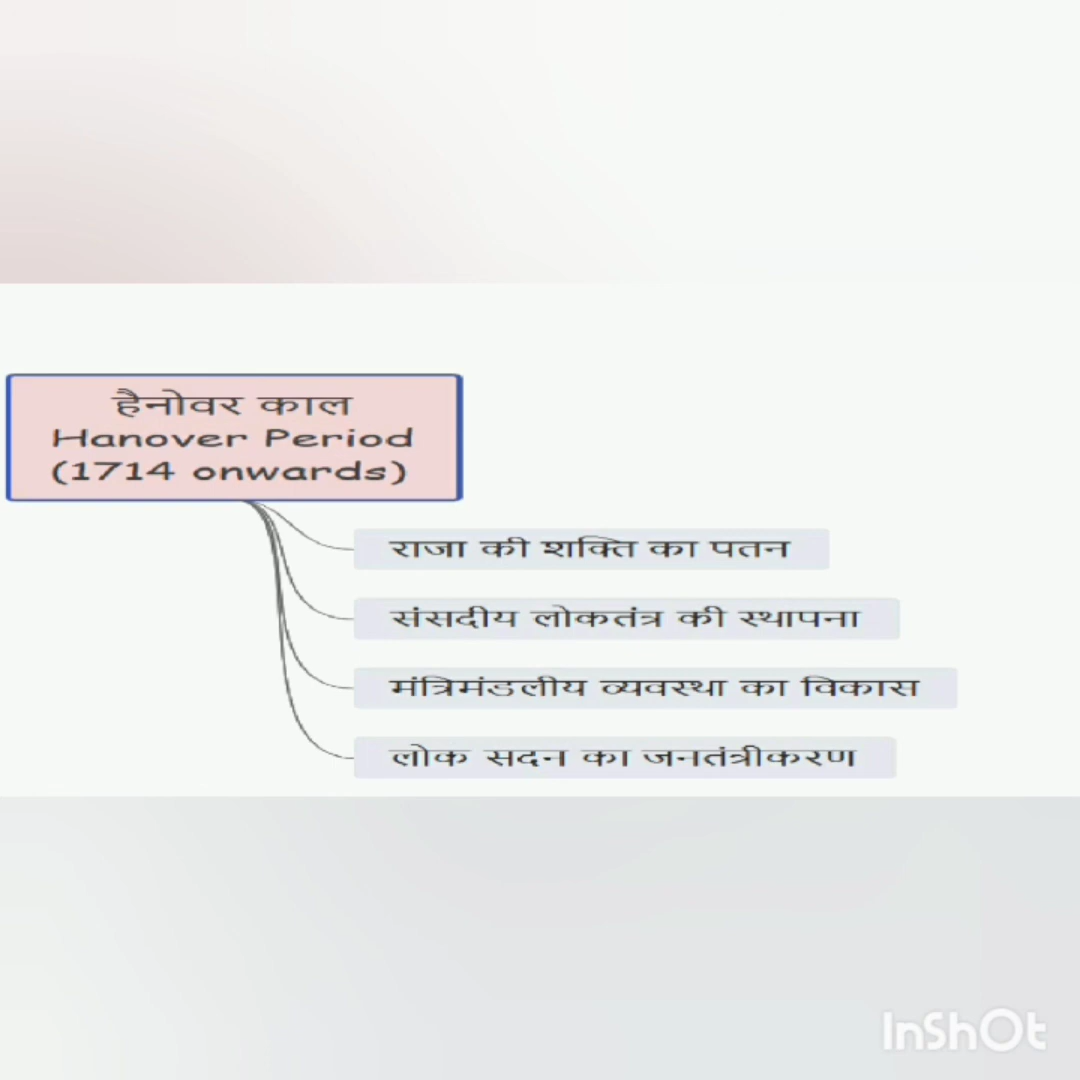 हैनोवर काल
Hanover Period
(1714 onwards)
राजा की शक्ति का पतन
संसदीय लोकतंत्र की स्थापना
मंत्रिमंडलीय व्यवस्था का विकास
लोक सदन का जनतंत्रीकरण
InShOt